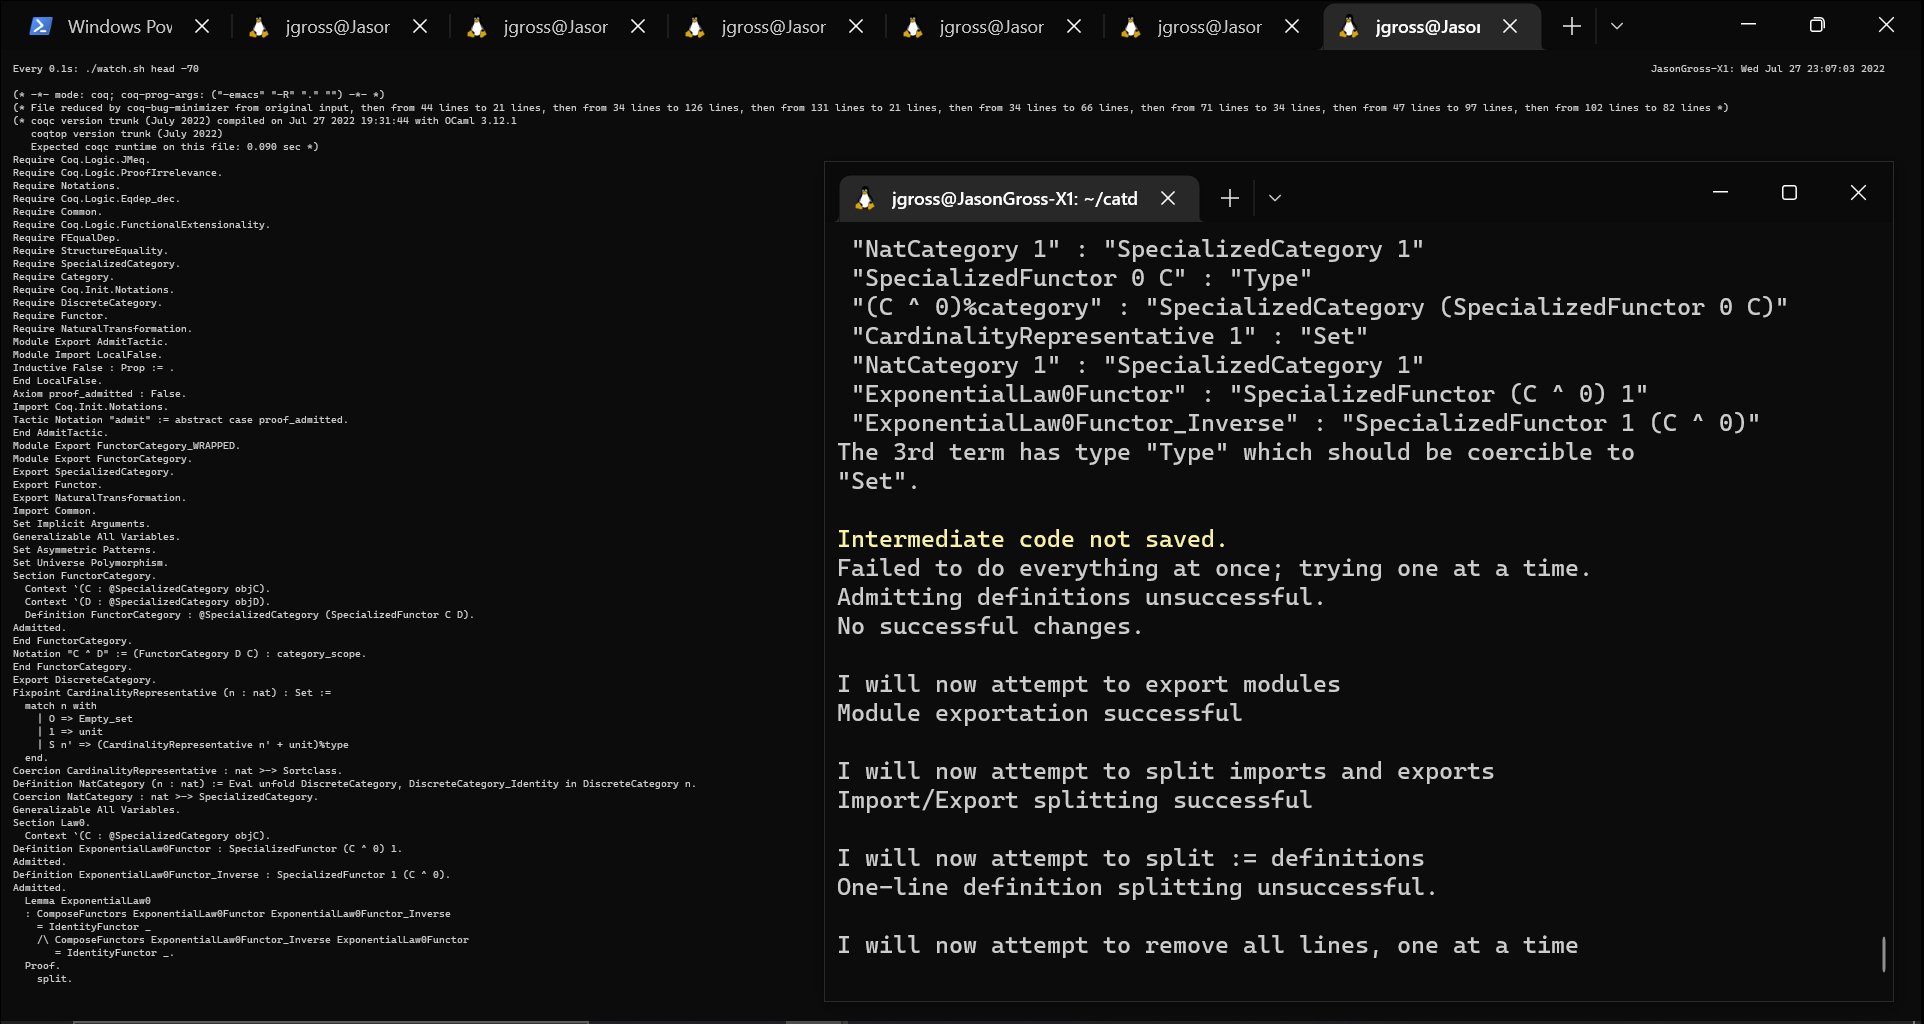 Windows Pow
jgross@Jasor
jgross@Jasor
jgross@Jasor
jgross@Jasor
jgross@Jasor
jgross@Jasor
Every 0.1s: ./watch.sh head -70
JasonGross-X1: Wed Jul 27 23:07:03 2022
(* -*- mode: coq; coq-prog-args: ("-emacs" "-R" "." "") -*- *)
(* File reduced by coq-bug-minimizer from original input, then from 44 lines to 21 lines, then from 34 lines to 126 lines, then from 131 lines to 21 lines, then from 34 lines to 66 lines, then from 71 lines to 34 lines, then from 47 lines to 97 lines, then from 102 lines to 82 lines *)
(* coqc version trunk (July 2022) compiled on Jul 27 2022 19:31:44 with OCaml 3.12.1
   coqtop version trunk (July 2022)
   Expected coqc runtime on this file: 0.090 sec *)
Require Coq.Logic.JMeq.
Require Coq.Logic.ProofIrrelevance.
Require Notations.
Require Coq.Logic.Eqdep_dec.
Require Common.
Require Coq.Logic.FunctionalExtensionality.
Require FEqualDep.
Require StructureEquality.
Require SpecializedCategory.
Require Category.
Require Coq.Init.Notations.
Require DiscreteCategory.
Require Functor.
Require NaturalTransformation.
Module Export AdmitTactic.
Module Import LocalFalse.
Inductive False : Prop := .
End LocalFalse.
Axiom proof_admitted : False.
Import Coq.Init.Notations.
Tactic Notation "admit" := abstract case proof_admitted.
End AdmitTactic.
Module Export FunctorCategory_WRAPPED.
Module Export FunctorCategory.
Export SpecializedCategory.
Export Functor.
Export NaturalTransformation.
Import Common.
Set Implicit Arguments.
Generalizable All Variables.
Set Asymmetric Patterns.
Set Universe Polymorphism.
Section FunctorCategory.
  Context `(C : @SpecializedCategory objC).
  Context `(D : @SpecializedCategory objD).
  Definition FunctorCategory : @SpecializedCategory (SpecializedFunctor C D).
Admitted.
End FunctorCategory.
Notation "C ^ D" := (FunctorCategory D C) : category_scope.
End FunctorCategory.
Export DiscreteCategory.
Fixpoint CardinalityRepresentative (n : nat) : Set :=
  match n with
    | O => Empty_set
    | 1 => unit
    | S n' => (CardinalityRepresentative n' + unit)%type
  end.
Coercion CardinalityRepresentative : nat >-> Sortclass.
Definition NatCategory (n : nat) := Eval unfold DiscreteCategory, DiscreteCategory_Identity in DiscreteCategory n.
Coercion NatCategory : nat >-> SpecializedCategory.
Generalizable All Variables.
Section Law0.
  Context `(C : @SpecializedCategory objC).
Definition ExponentialLaw0Functor : SpecializedFunctor (C ^ 0) 1.
Admitted.
Definition ExponentialLaw0Functor_Inverse : SpecializedFunctor 1 (C ^ 0).
Admitted.
  Lemma ExponentialLaw0
  : ComposeFunctors ExponentialLaw0Functor ExponentialLaw0Functor_Inverse
    = IdentityFunctor _
    /\ ComposeFunctors ExponentialLaw0Functor_Inverse ExponentialLaw0Functor
       = IdentityFunctor _.
  Proof.
    split.
jgross@JasonGross-X1: ~/catd
 "NatCategory 1" : "SpecializedCategory 1"
 "SpecializedFunctor 0 C" : "Type"
 "(C ^ 0)%category" : "SpecializedCategory (SpecializedFunctor 0 C)"
 "CardinalityRepresentative 1" : "Set"
 "NatCategory 1" : "SpecializedCategory 1"
 "ExponentialLaw0Functor" : "SpecializedFunctor (C ^ 0) 1"
 "ExponentialLaw0Functor_Inverse" : "SpecializedFunctor 1 (C ^ 0)"
The 3rd term has type "Type" which should be coercible to
"Set".
Intermediate code not saved.
Failed to do everything at once; trying one at a time.
Admitting definitions unsuccessful.
No successful changes.
I will now attempt to export modules
Module exportation successful
I will now attempt to split imports and exports
Import/Export splitting successful
I will now attempt to split := definitions
One-line definition splitting unsuccessful.
I will now attempt to remove all lines, one at a time